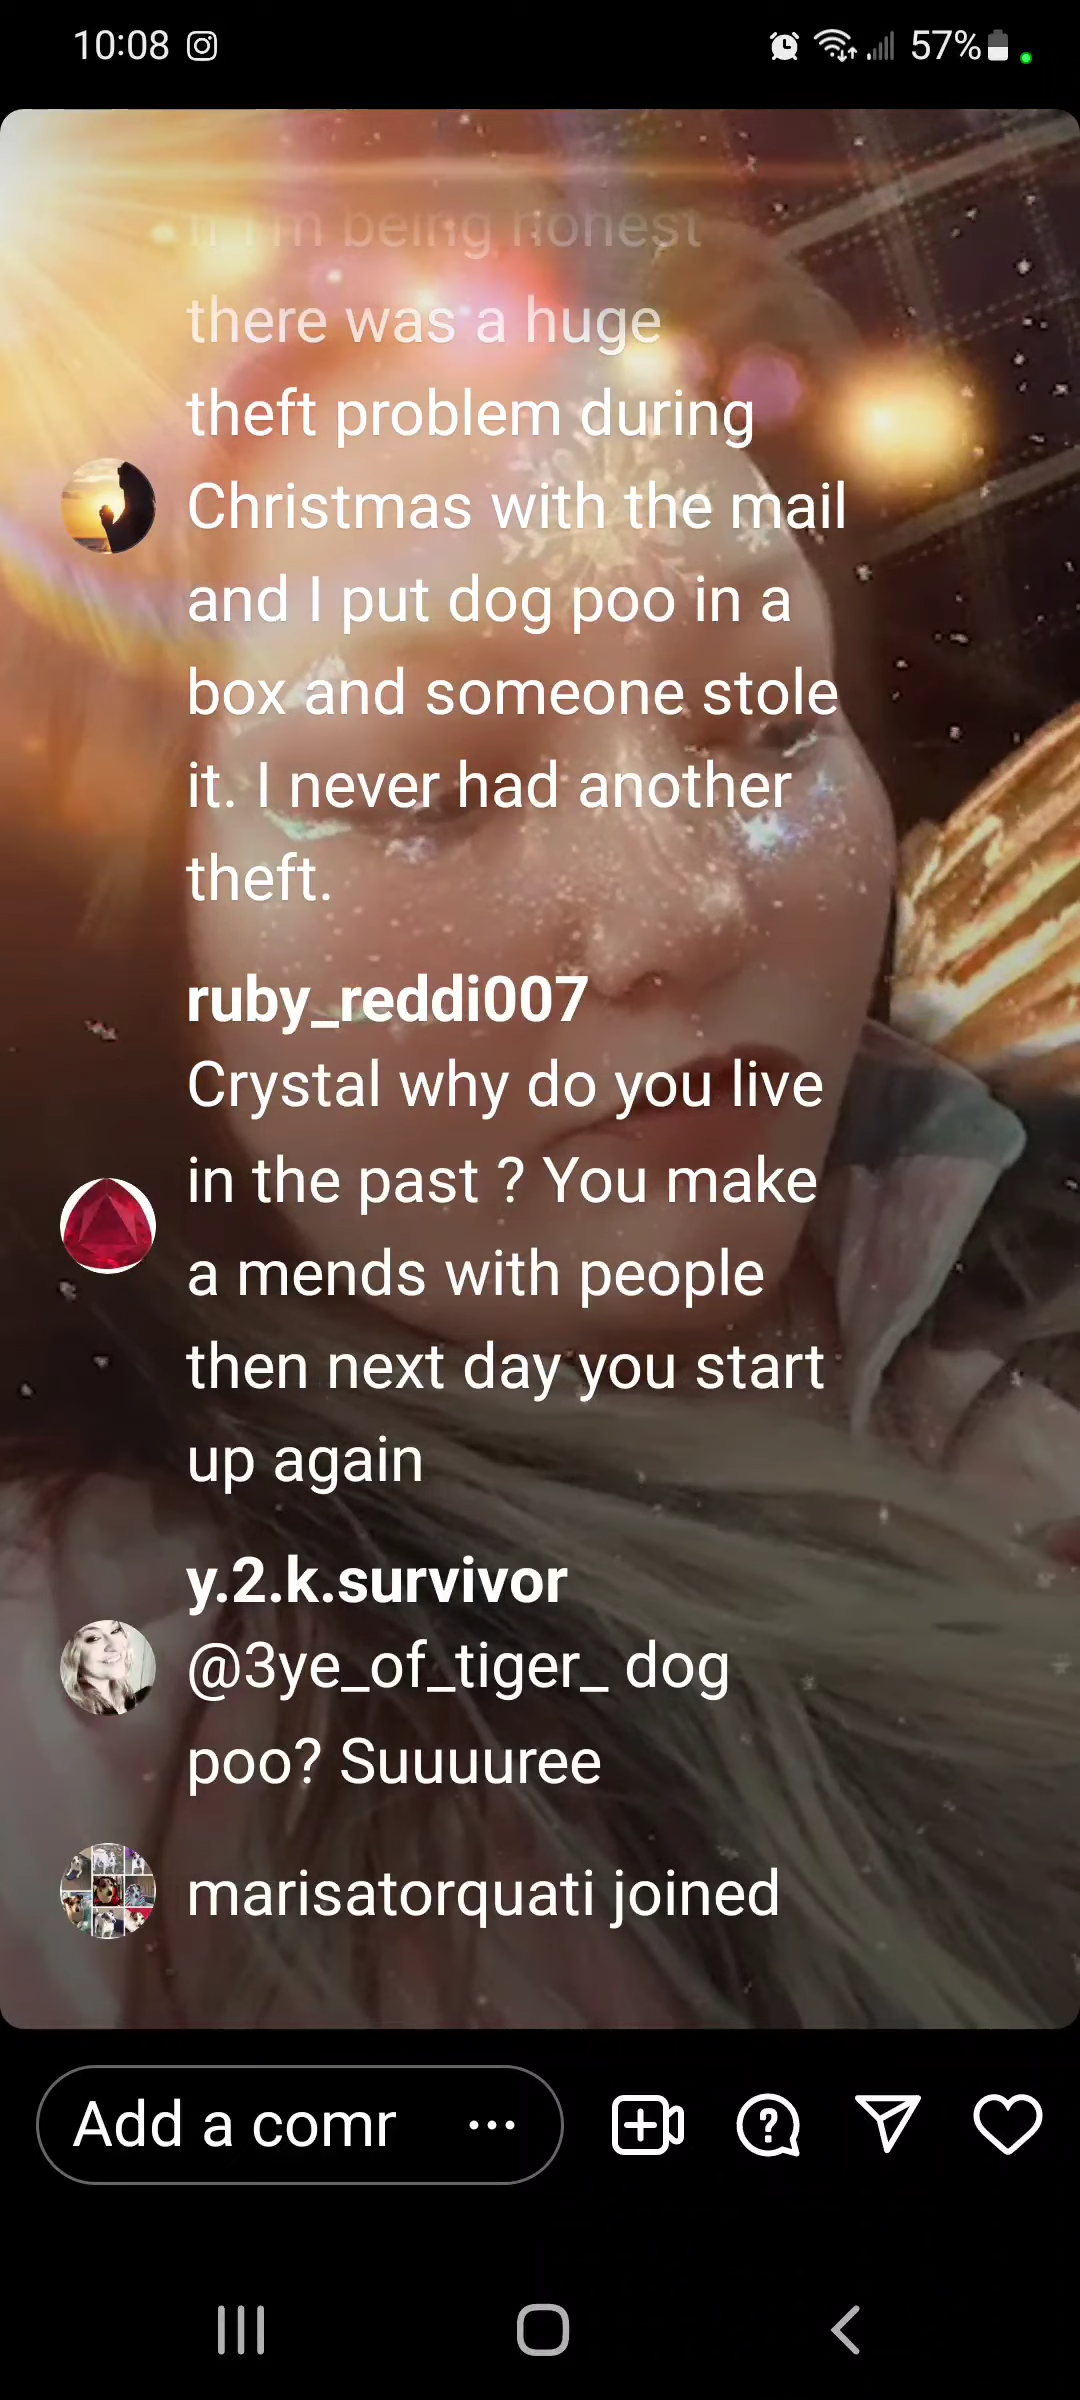 10:08 57%
if I'm being honest
there was a huge
theft problem during
Christmas with the mail
and I put dog poo in a
box and someone stole
it. I never had another
theft.
ruby_reddi007
Crystal why do you live
in the past ? You make
a mends with people
then next day you start
up again
y.2.k.survivor
@3ye_of_tiger_ dog
poo? Suuuuree
marisatorquati joined
Add a comr